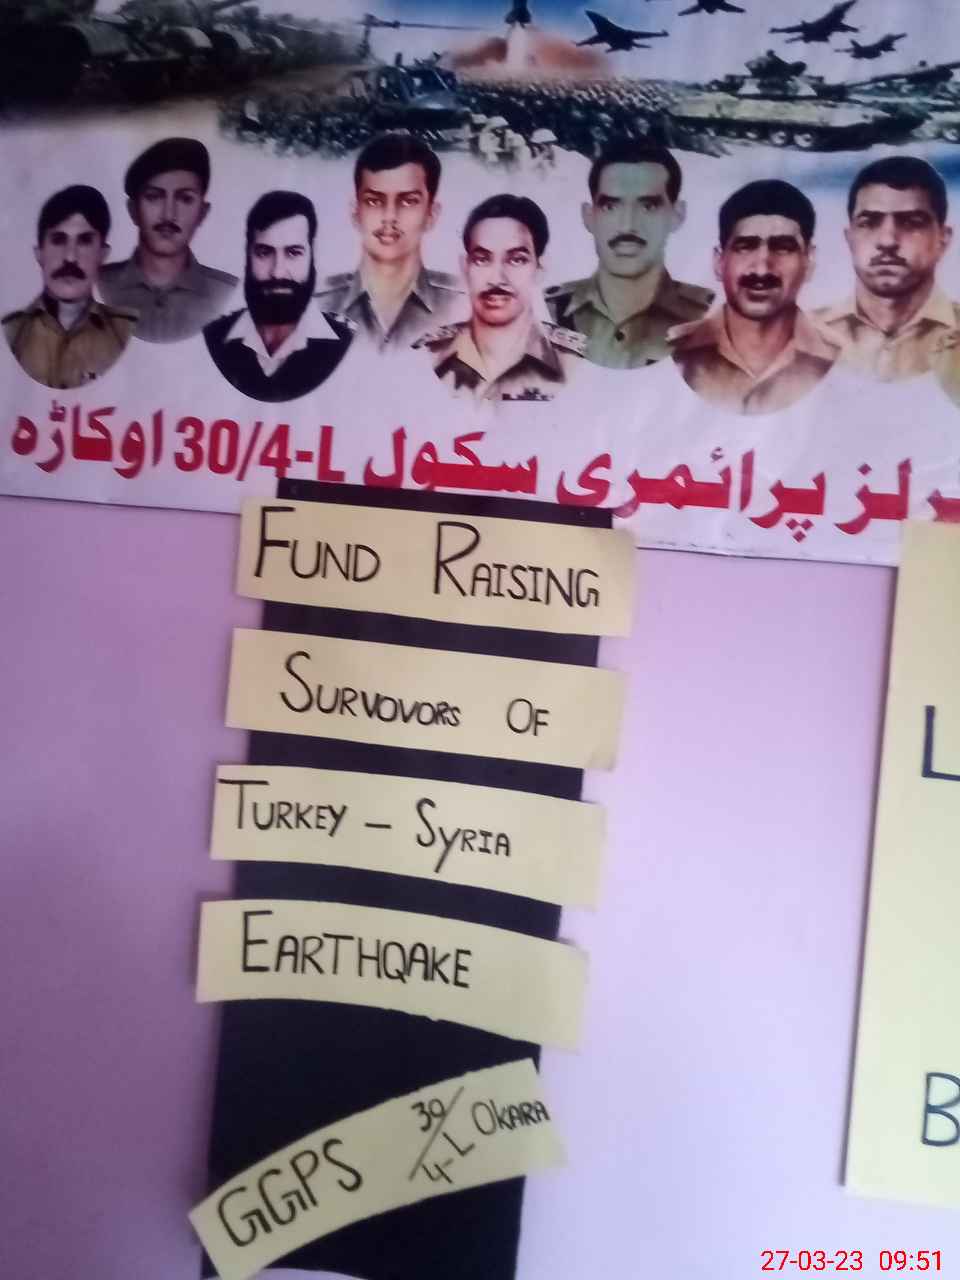 گرلز پرائمری سکول 30/4-L اوکاڑہ
FUND RAISING
SURVOVORS OF
TURKEY - SYRIA
EARTHQAKE
GGPS 30/4-L OKARA
L
B
27-03-23 09:51